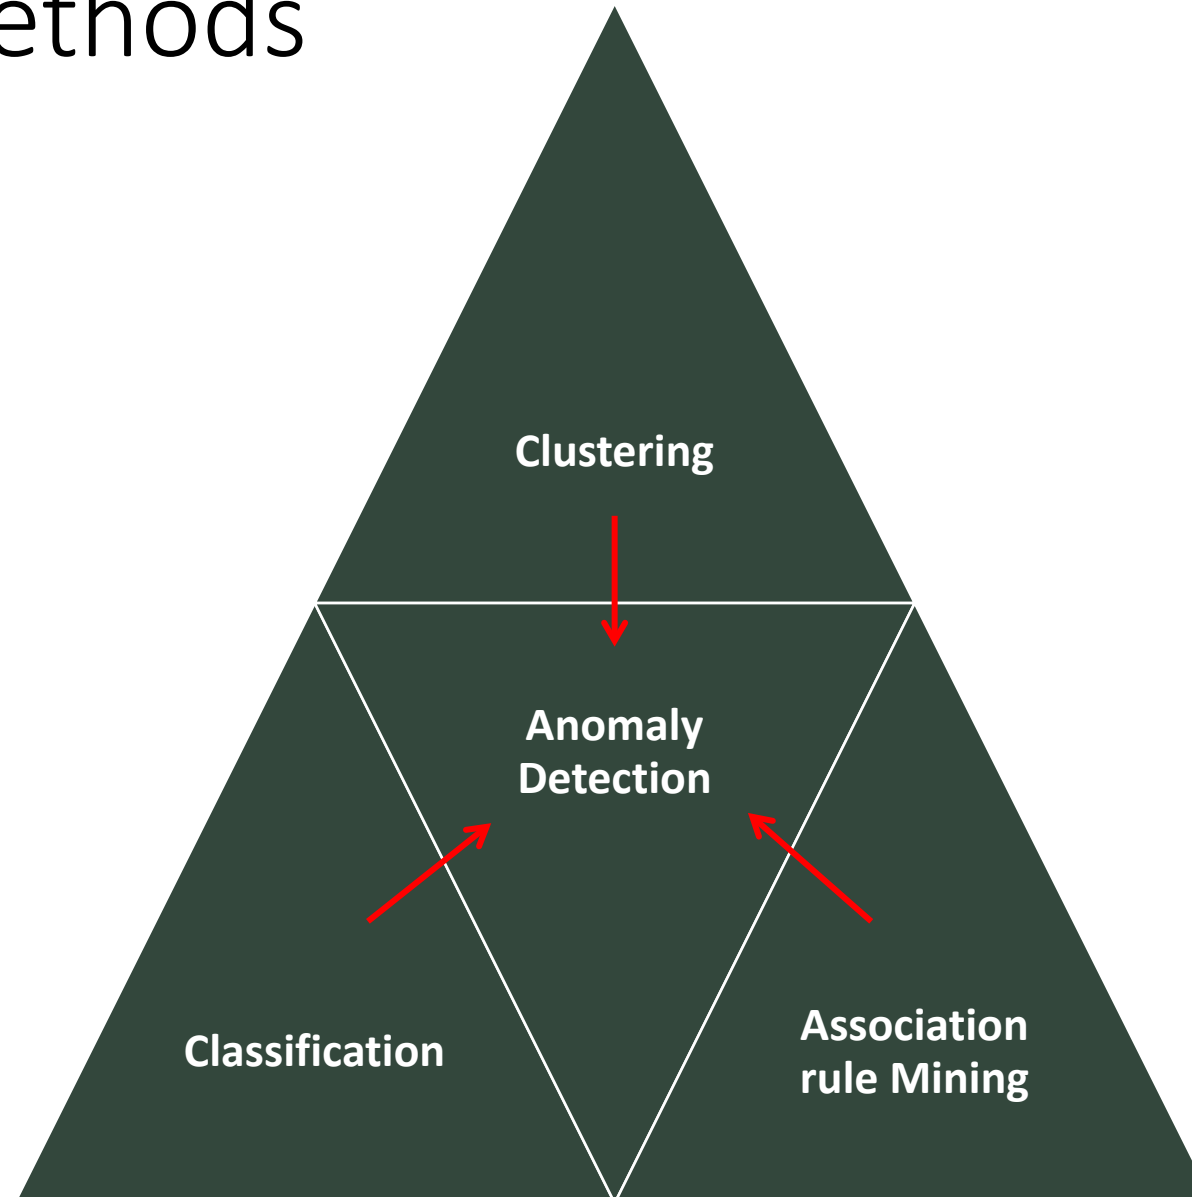 ethods
Clustering
Anomaly
Detection
Classification
Association
rule Mining